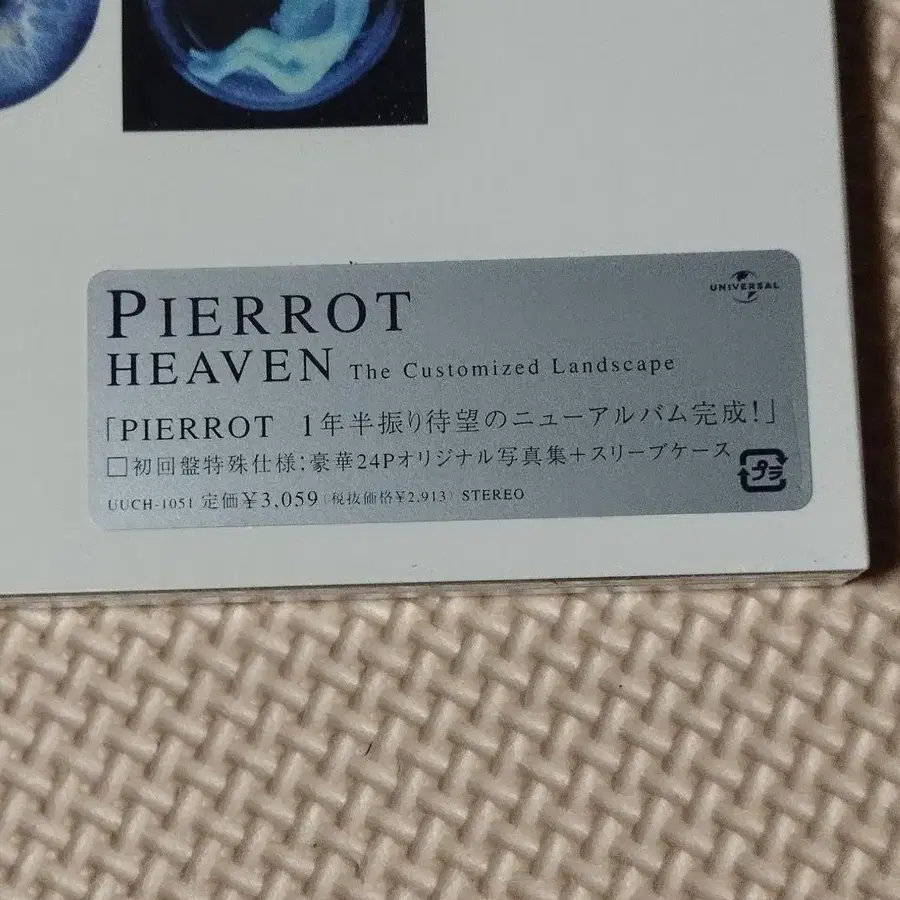 PIERROT
UNIVERSAL
HEAVEN The Customized Landscape
「PIERROT 1年半振り待望のニューアルバム完成!」
□初回盤特殊仕様:豪華24Pオリジナル写真集+スリーブケース
プラ
UUCH-1051 定価¥3,059(税抜価格¥2,913) STEREO